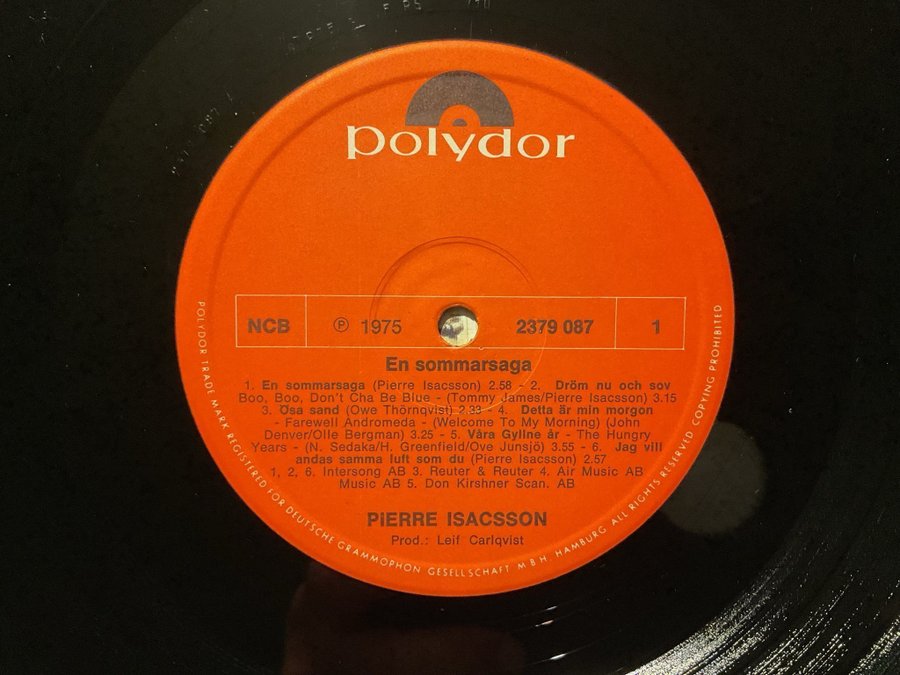 polydor
NCB ℗ 1975 2379 087 1
En sommarsaga
1. En sommarsaga (Pierre Isacsson) 2.58 - 2. Dröm nu och sov
Boo, Boo, Don't Cha Be Blue - (Tommy James/Pierre Isacsson) 3.15
3. Ösa sand (Owe Thörnqvist) 2.33 - 4. Detta är min morgon
- Farewell Andromeda - (Welcome To My Morning) (John
Denver/Olle Bergman) 3.25 - 5. Våra Gyllne år - The Hungry
Years - (N. Sedaka/H. Greenfield/Ove Junsjö) 3.55 - 6. Jag vill
andas samma luft som du (Pierre Isacsson) 2.57
1, 2, 6. Intersong AB 3. Reuter & Reuter 4. Air Music AB
Music AB 5. Don Kirshner Scan. AB
PIERRE ISACSSON
Prod.: Leif Carlqvist
POLYDOR TRADE MARK REGISTERED FOR DEUTSCHE GRAMMOPHON GESELLSCHAFT M B H HAMBURG ALL RIGHTS RESERVED COPYING PROHIBITED